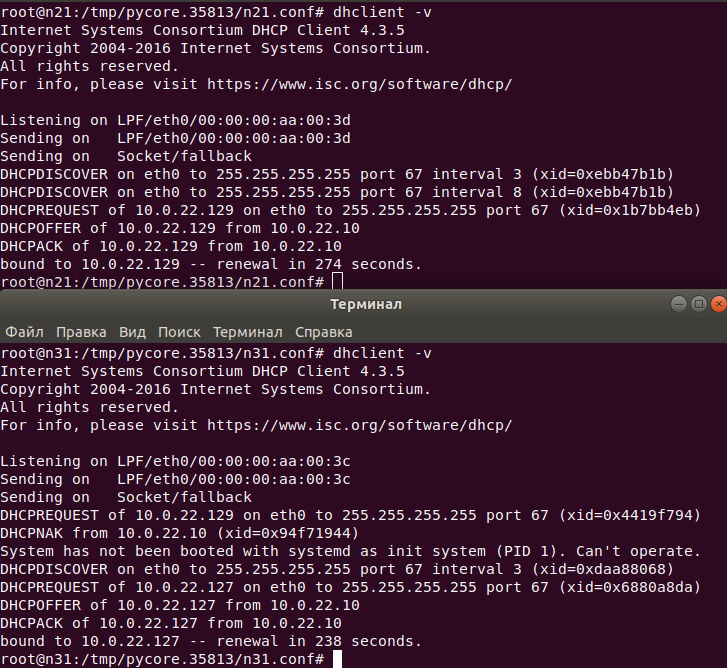 root@n21:/tmp/pycore.35813/n21.conf# dhclient -v
Internet Systems Consortium DHCP Client 4.3.5
Copyright 2004-2016 Internet Systems Consortium.
All rights reserved.
For info, please visit https://www.isc.org/software/dhcp/

Listening on LPF/eth0/00:00:00:aa:00:3d
Sending on   LPF/eth0/00:00:00:aa:00:3d
Sending on   Socket/fallback
DHCPDISCOVER on eth0 to 255.255.255.255 port 67 interval 3 (xid=0xebb47b1b)
DHCPDISCOVER on eth0 to 255.255.255.255 port 67 interval 8 (xid=0xebb47b1b)
DHCPREQUEST of 10.0.22.129 on eth0 to 255.255.255.255 port 67 (xid=0x1b7bb4eb)
DHCPOFFER of 10.0.22.129 from 10.0.22.10
DHCPACK of 10.0.22.129 from 10.0.22.10
bound to 10.0.22.129 -- renewal in 274 seconds.
root@n21:/tmp/pycore.35813/n21.conf#
Терминал
Файл Правка Вид Поиск Терминал Справка
root@n31:/tmp/pycore.35813/n31.conf# dhclient -v
Internet Systems Consortium DHCP Client 4.3.5
Copyright 2004-2016 Internet Systems Consortium.
All rights reserved.
For info, please visit https://www.isc.org/software/dhcp/

Listening on LPF/eth0/00:00:00:aa:00:3c
Sending on   LPF/eth0/00:00:00:aa:00:3c
Sending on   Socket/fallback
DHCPREQUEST of 10.0.22.129 on eth0 to 255.255.255.255 port 67 (xid=0x4419f794)
DHCPNAK from 10.0.22.10 (xid=0x94f71944)
System has not been booted with systemd as init system (PID 1). Can't operate.
DHCPDISCOVER on eth0 to 255.255.255.255 port 67 interval 3 (xid=0xdaa88068)
DHCPREQUEST of 10.0.22.127 on eth0 to 255.255.255.255 port 67 (xid=0x6880a8da)
DHCPOFFER of 10.0.22.127 from 10.0.22.10
DHCPACK of 10.0.22.127 from 10.0.22.10
bound to 10.0.22.127 -- renewal in 238 seconds.
root@n31:/tmp/pycore.35813/n31.conf#